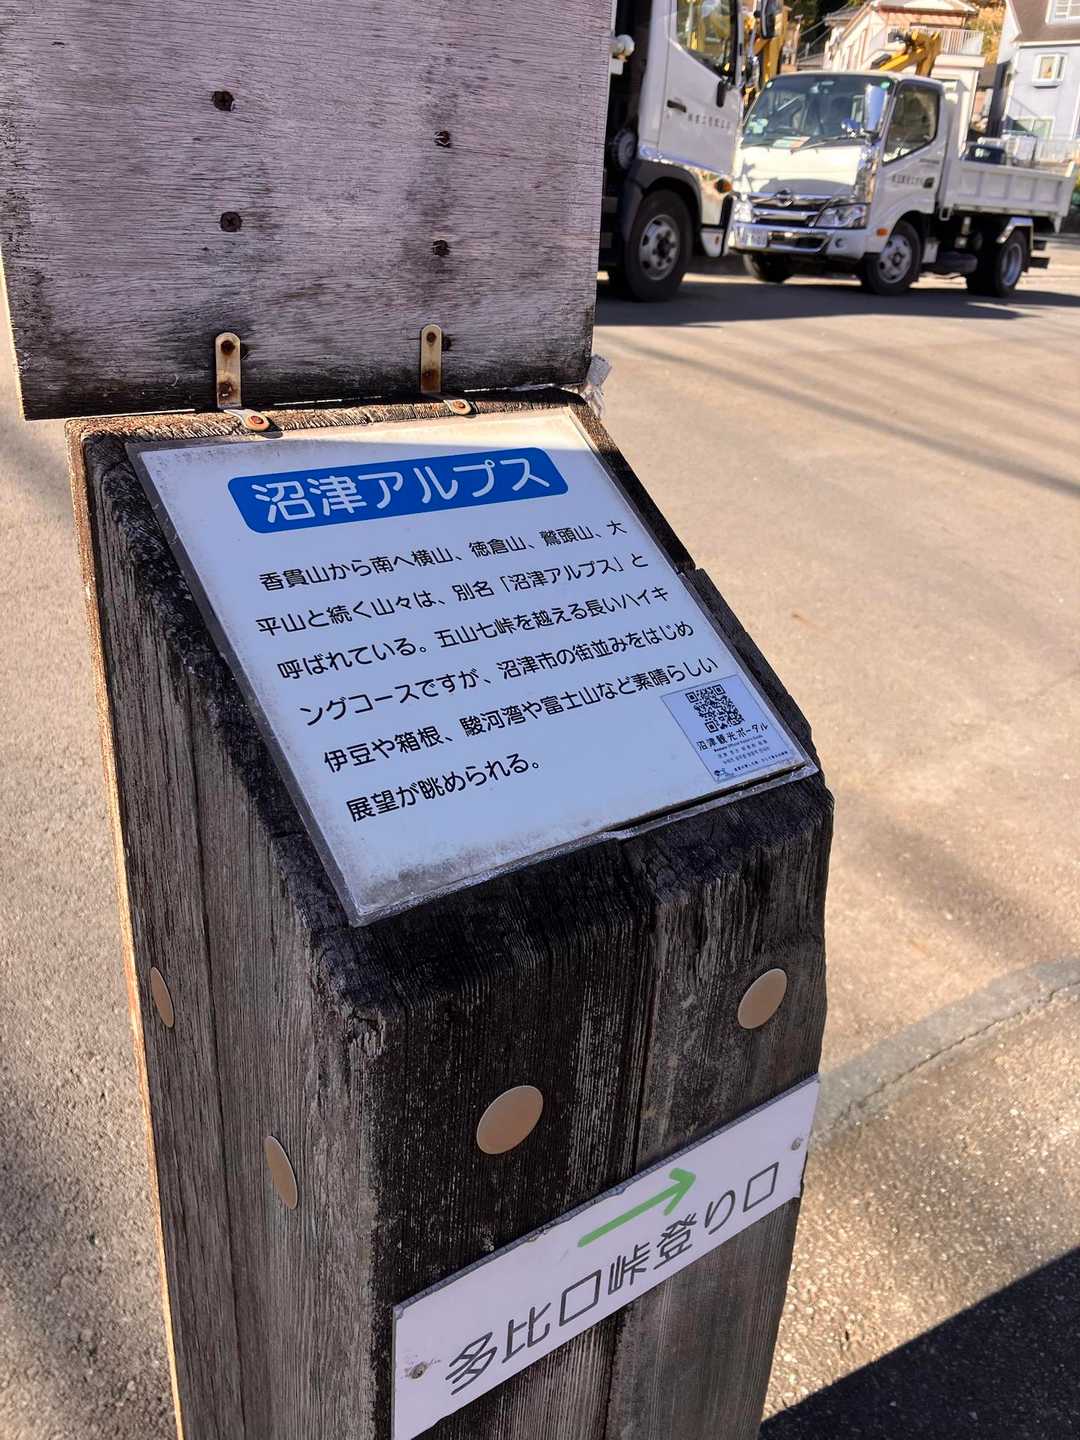 沼津アルプス
香貫山から南へ横山、徳倉山、鷲頭山、大
平山と続く山々は、別名「沼津アルプス」と
呼ばれている。五山七峠を越える長いハイキ
ングコースですが、沼津市の街並みをはじめ
伊豆や箱根、駿河湾や富士山など素晴らしい
展望が眺められる。
沼津観光ポータル
多比口峠登り口